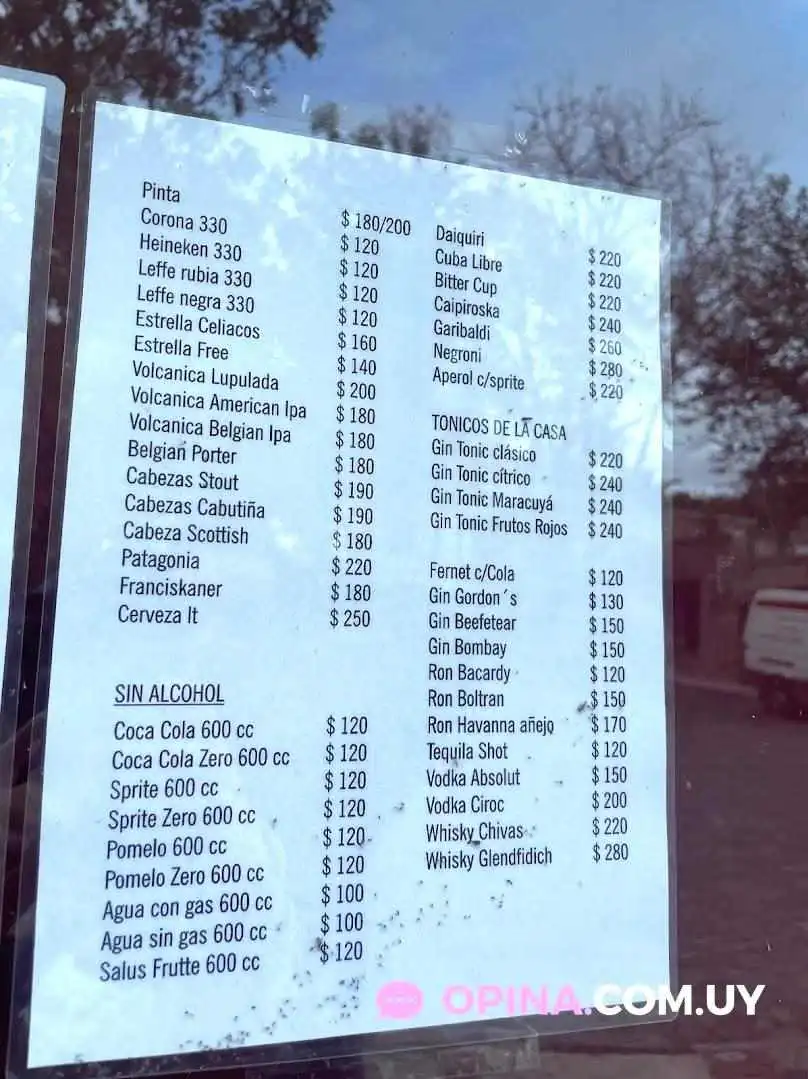 Pinta $ 180/200
Corona 330 $ 120
Heineken 330 $ 120
Leffe rubia 330 $ 120
Leffe negra 330 $ 120
Estrella Celiacos $ 160
Estrella Free $ 140
Volcanica Lupulada $ 200
Volcanica American Ipa $ 180
Volcanica Belgian Ipa $ 180
Belgian Porter $ 180
Cabezas Stout $ 190
Cabezas Cabutiña $ 190
Cabeza Scottish $ 180
Patagonia $ 220
Franciskaner $ 180
Cerveza lt $ 250
SIN ALCOHOL
Coca Cola 600 cc $ 120
Coca Cola Zero 600 cc $ 120
Sprite 600 cc $ 120
Sprite Zero 600 cc $ 120
Pomelo 600 cc $ 120
Pomelo Zero 600 cc $ 120
Agua con gas 600 cc $ 100
Agua sin gas 600 cc $ 100
Salus Frutte 600 cc $ 120
Daiquiri $ 220
Cuba Libre $ 220
Bitter Cup $ 220
Caipiroska $ 240
Garibaldi $ 260
Negroni $ 280
Aperol c/sprite $ 220
TONICOS DE LA CASA
Gin Tonic clásico $ 220
Gin Tonic cítrico $ 240
Gin Tonic Maracuyá $ 240
Gin Tonic Frutos Rojos $ 240
Fernet c/Cola $ 120
Gin Gordon´s $ 130
Gin Beefetear $ 150
Gin Bombay $ 150
Ron Bacardy $ 120
Ron Boltran $ 150
Ron Havanna añejo $ 170
Tequila Shot $ 120
Vodka Absolut $ 150
Vodka Ciroc $ 200
Whisky Chivas $ 220
Whisky Glendfidich $ 280
OPINA.COM.UY